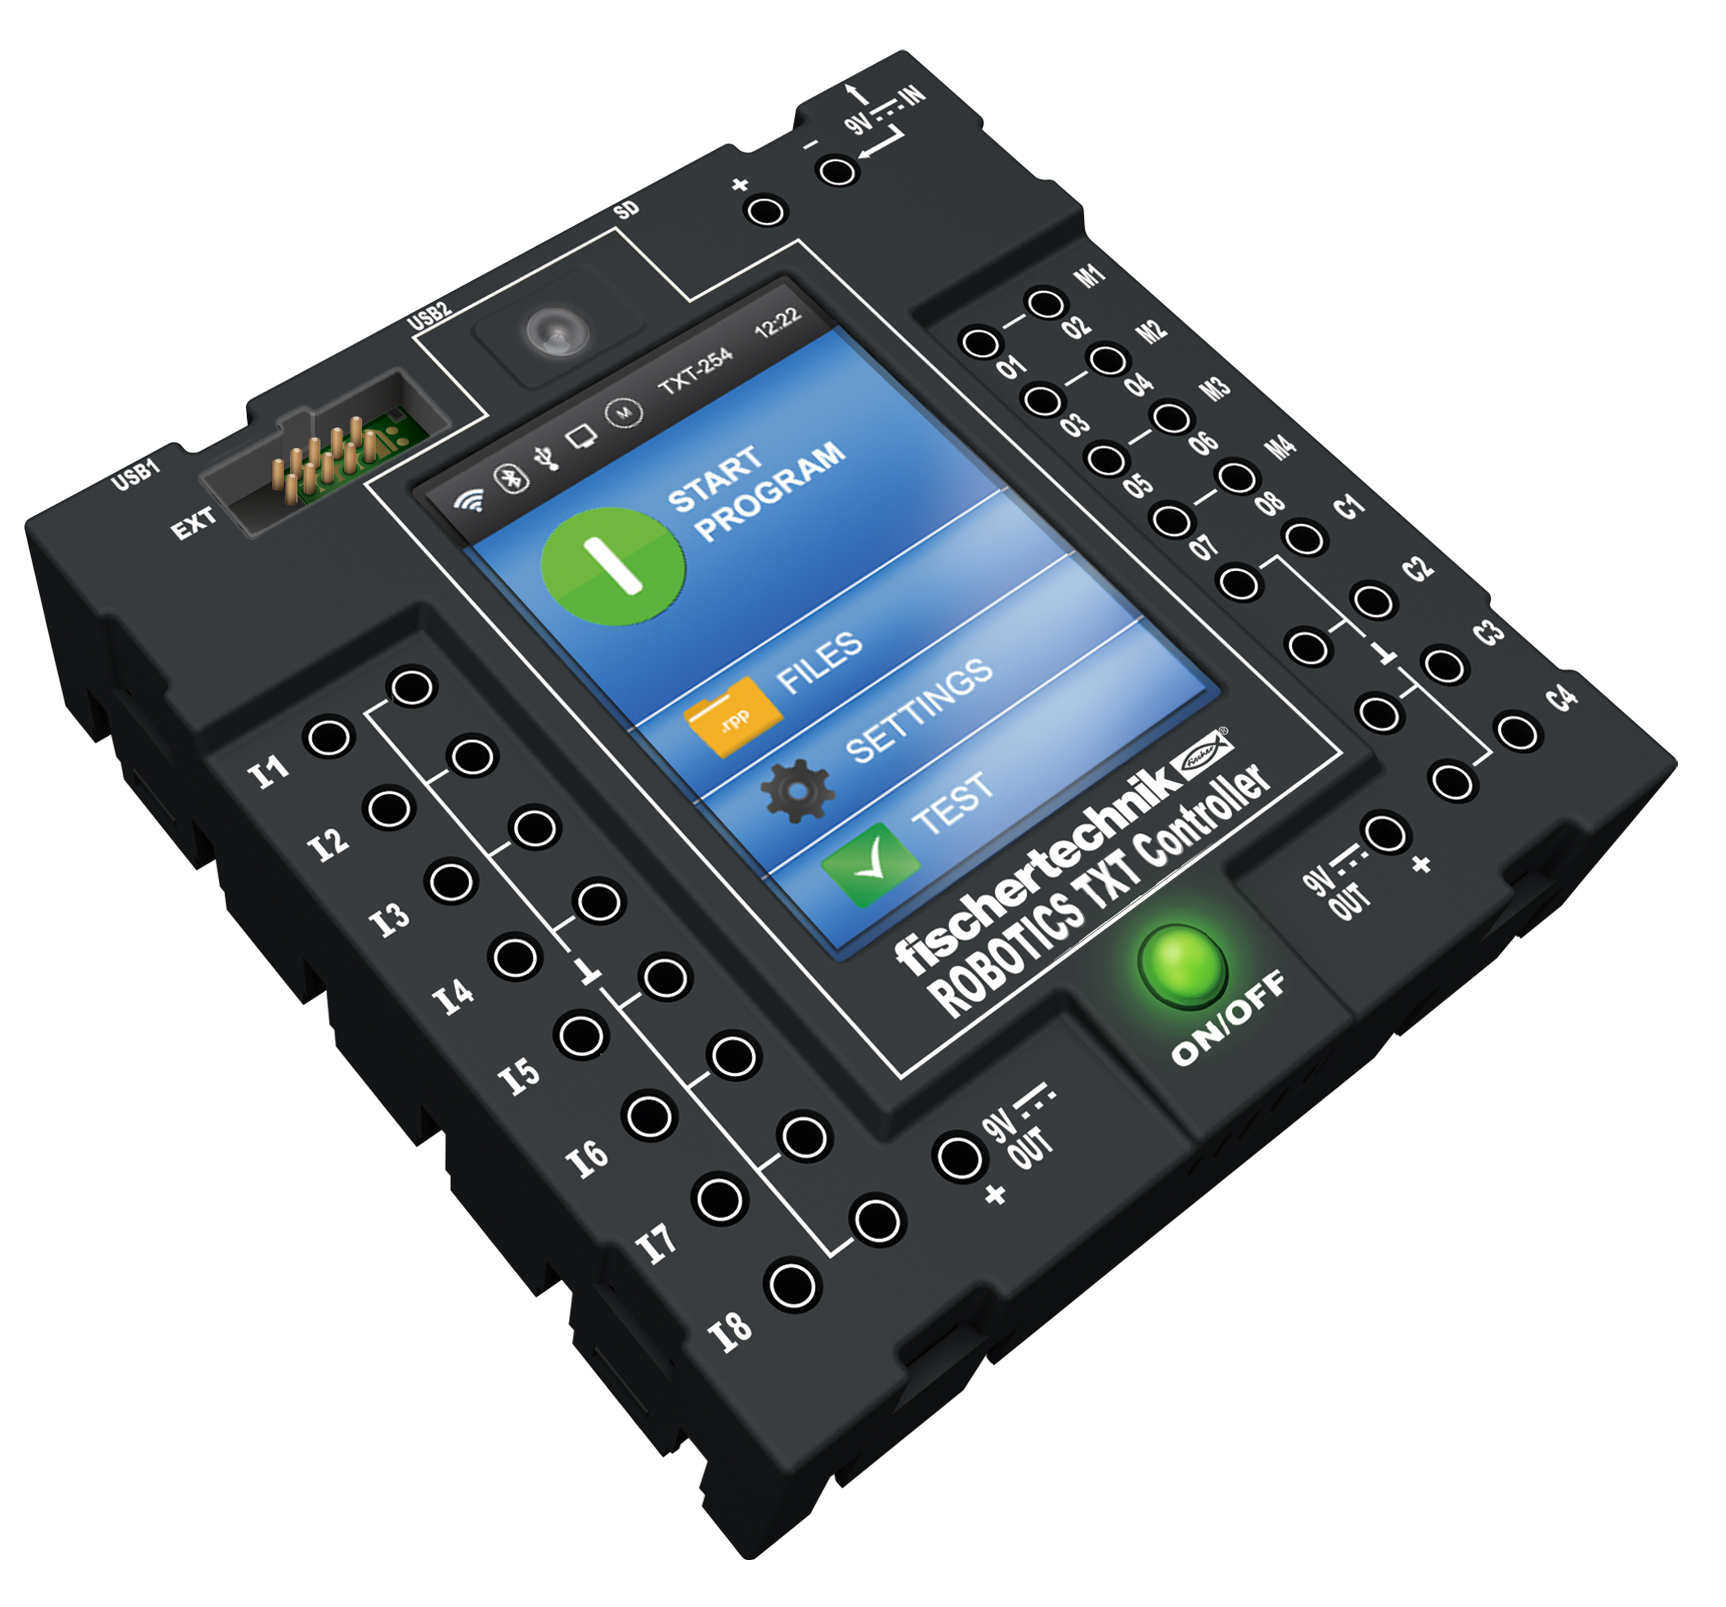 9V IN
-
+
SD
USB2
USB1
EXT
M1
O1 O2
M2
O3 O4
M3
O5 O6
M4
O7 O8
C1
C2
C3
C4
M
TXT-254
12:22
START
PROGRAM
.rpp
FILES
SETTINGS
TEST
fischertechnik
fischer
®
ROBOTICS TXT Controller
I1
I2
I3
I4
I5
I6
I7
I8
9V
OUT
+
ON/OFF
9V
OUT
+